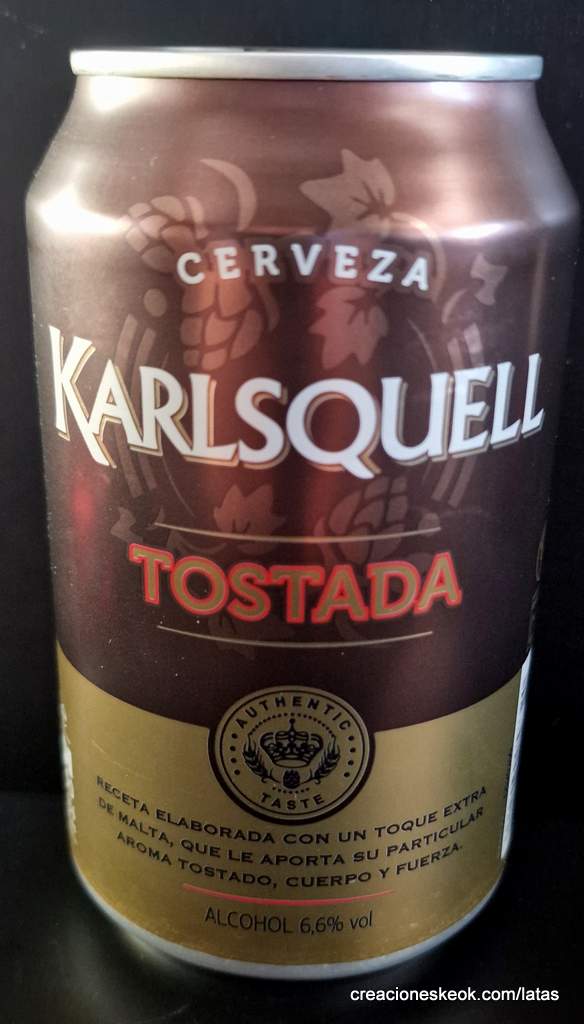 CERVEZA
KARLSQUELL
TOSTADA
AUTHENTIC
TASTE
RECETA ELABORADA CON UN TOQUE EXTRA
DE MALTA, QUE LE APORTA SU PARTICULAR
AROMA TOSTADO, CUERPO Y FUERZA.
ALCOHOL 6,6% vol
creacioneskeok.com/latas